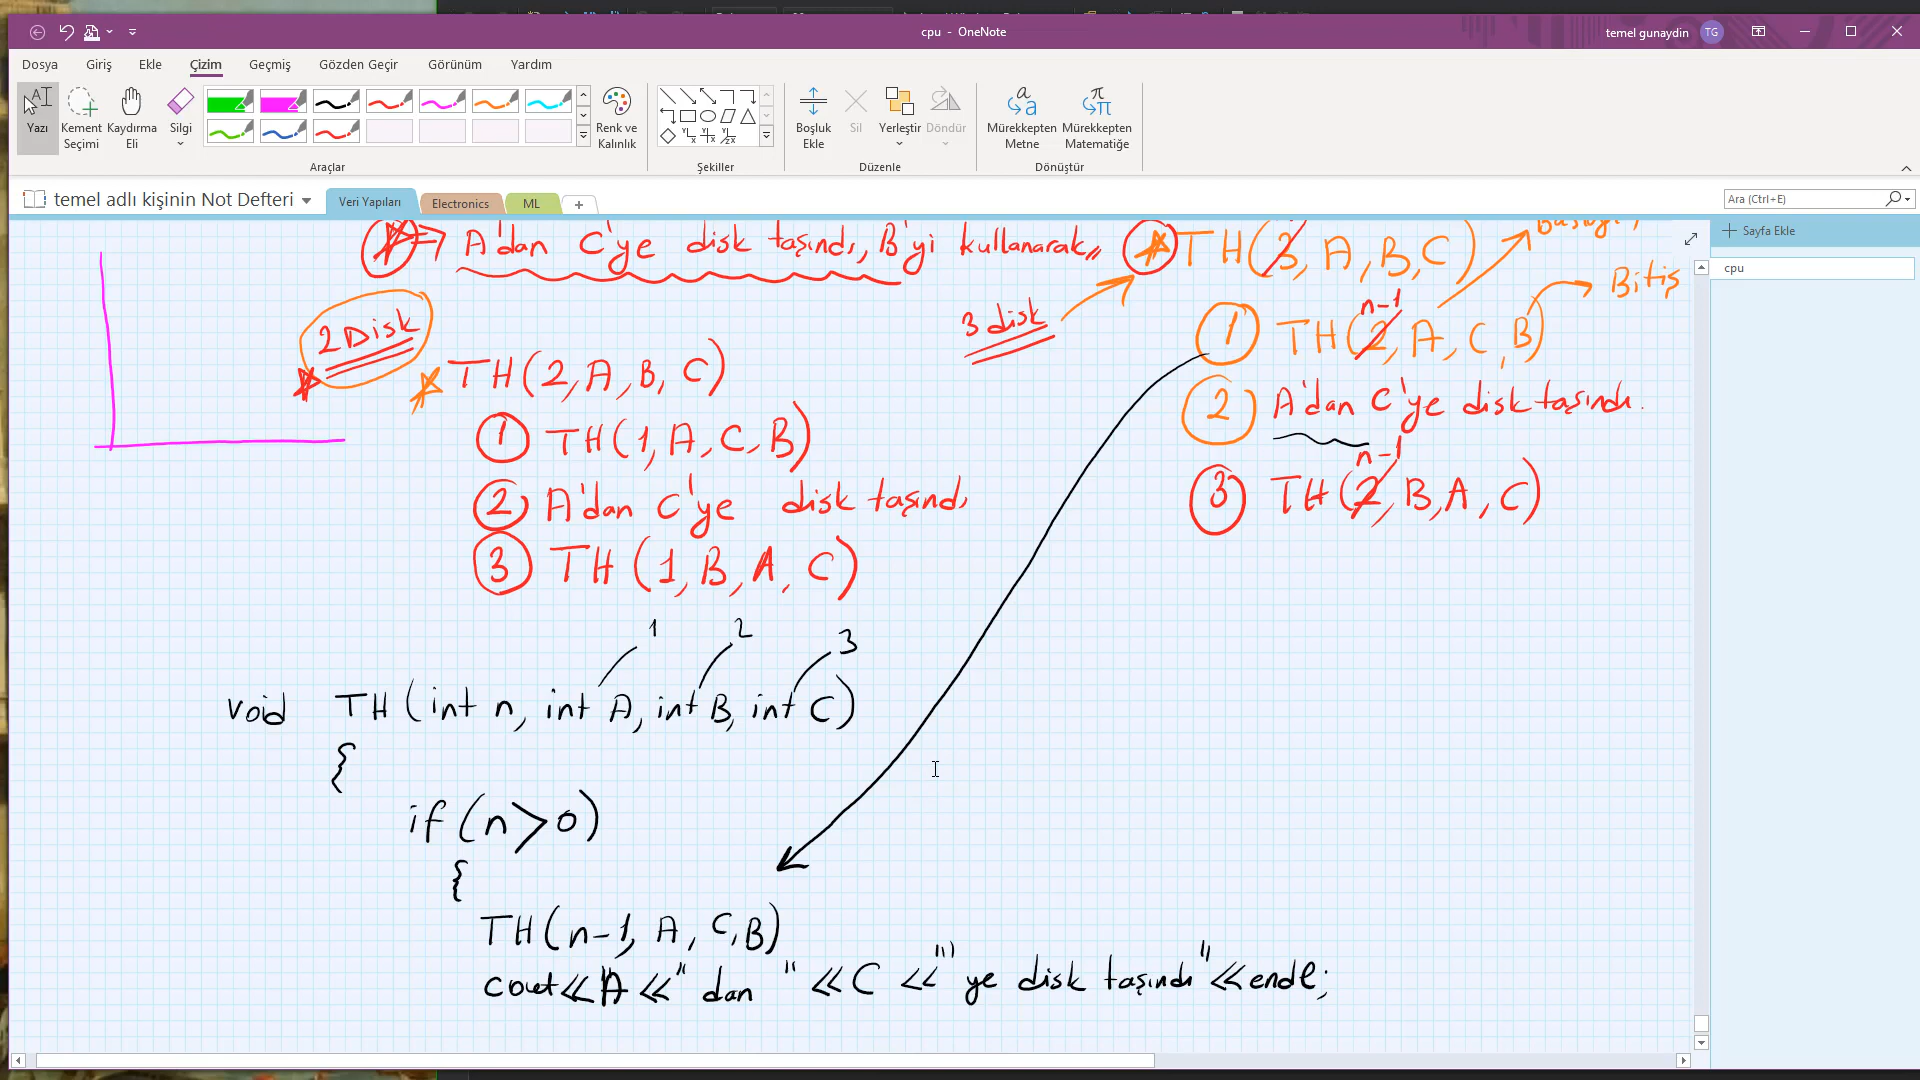 cpu - OneNote
temel gunaydin TG
Dosya Giriş Ekle Çizim Geçmiş Gözden Geçir Görünüm Yardım
Yazı Kement Seçimi Kaydırma Eli Silgi Renk ve Kalınlık Boşluk Ekle Sil Yerleştir Döndür Mürekkepten Metne Mürekkepten Matematiğe
Araçlar Şekiller Düzenle Dönüştür
temel adlı kişinin Not Defteri Veri Yapıları Electronics ML +
Ara (Ctrl+E)
Sayfa Ekle
cpu
A'dan C'ye disk taşındı, B'yi kullanarak
TH(3, A, B, C)
Bitiş
2 Disk
3 disk
n-1
1 TH(2, A, C, B)
TH(2, A, B, C)
2 A'dan C'ye disk taşındı.
1 TH(1, A, C, B)
n-1
3 TH(2, B, A, C)
2 A'dan C'ye disk taşındı
3 TH (1, B, A, C)
1 2 3
void TH (int n, int A, int B, int C)
{
if (n>0)
{
TH(n-1, A, C, B)
cout<<A<<" dan "<<C<<"'ye disk taşındı"<<endl;